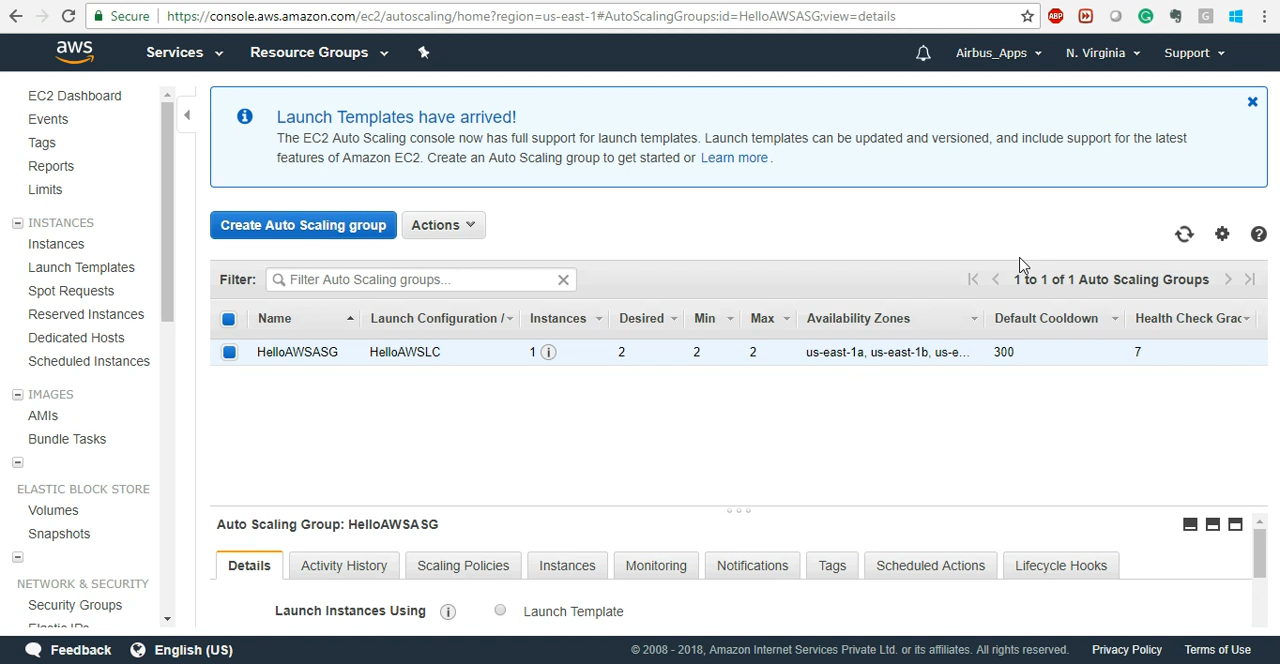 Secure https://console.aws.amazon.com/ec2/autoscaling/home?region=us-east-1#AutoScalingGroups:id=HelloAWSASG;view=details
ABP
G
aws Services Resource Groups Airbus_Apps N. Virginia Support
EC2 Dashboard
Events
Tags
Reports
Limits
INSTANCES
Instances
Launch Templates
Spot Requests
Reserved Instances
Dedicated Hosts
Scheduled Instances
IMAGES
AMIs
Bundle Tasks
ELASTIC BLOCK STORE
Volumes
Snapshots
NETWORK & SECURITY
Security Groups
Elastic IPs
Launch Templates have arrived!
The EC2 Auto Scaling console now has full support for launch templates. Launch templates can be updated and versioned, and include support for the latest
features of Amazon EC2. Create an Auto Scaling group to get started or Learn more.
Create Auto Scaling group Actions
Filter: Filter Auto Scaling groups... 1 to 1 of 1 Auto Scaling Groups
Name Launch Configuration / Instances Desired Min Max Availability Zones Default Cooldown Health Check Grac
HelloAWSASG HelloAWSLC 1 2 2 2 us-east-1a, us-east-1b, us-e... 300 7
Auto Scaling Group: HelloAWSASG
Details Activity History Scaling Policies Instances Monitoring Notifications Tags Scheduled Actions Lifecycle Hooks
Launch Instances Using Launch Template
Feedback English (US) © 2008 - 2018, Amazon Internet Services Private Ltd. or its affiliates. All rights reserved. Privacy Policy Terms of Use